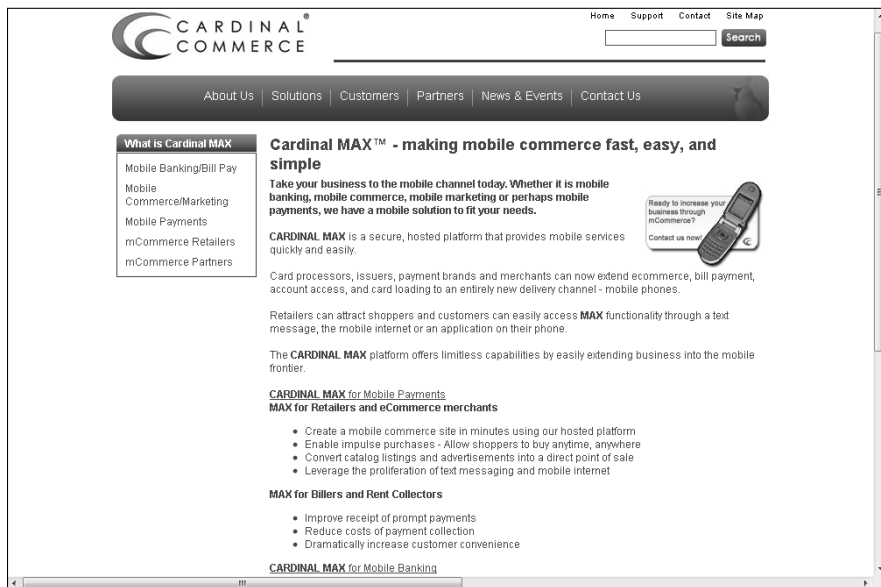 CARDINAL®
COMMERCE
Home Support Contact Site Map
Search
About Us | Solutions | Customers | Partners | News & Events | Contact Us
What is Cardinal MAX
Mobile Banking/Bill Pay
Mobile
Commerce/Marketing
Mobile Payments
mCommerce Retailers
mCommerce Partners
Cardinal MAX™ - making mobile commerce fast, easy, and
simple
Take your business to the mobile channel today. Whether it is mobile
banking, mobile commerce, mobile marketing or perhaps mobile
payments, we have a mobile solution to fit your needs.
Ready to increase your
business through
mCommerce?
Contact us now!
CARDINAL MAX is a secure, hosted platform that provides mobile services
quickly and easily.
Card processors, issuers, payment brands and merchants can now extend ecommerce, bill payment,
account access, and card loading to an entirely new delivery channel - mobile phones.
Retailers can attract shoppers and customers can easily access MAX functionality through a text
message, the mobile internet or an application on their phone.
The CARDINAL MAX platform offers limitless capabilities by easily extending business into the mobile
frontier.
CARDINAL MAX for Mobile Payments
MAX for Retailers and eCommerce merchants
• Create a mobile commerce site in minutes using our hosted platform
• Enable impulse purchases - Allow shoppers to buy anytime, anywhere
• Convert catalog listings and advertisements into a direct point of sale
• Leverage the proliferation of text messaging and mobile internet
MAX for Billers and Rent Collectors
• Improve receipt of prompt payments
• Reduce costs of payment collection
• Dramatically increase customer convenience
CARDINAL MAX for Mobile Banking